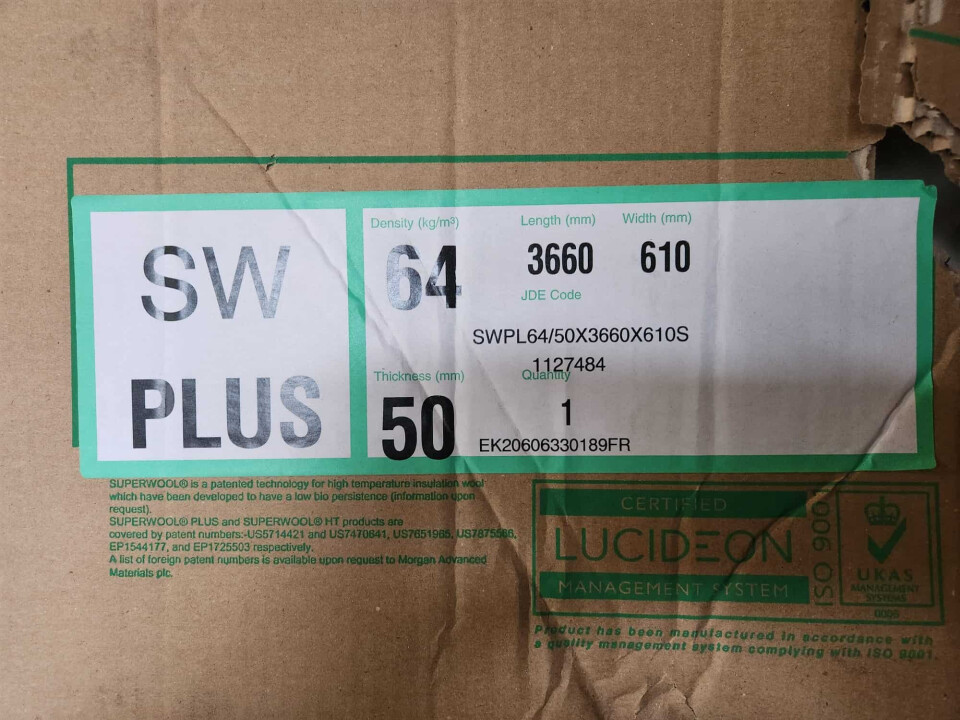 SW
PLUS
Density (kg/m³)
64
Length (mm)
3660
Width (mm)
610
JDE Code
SWPL64/50X3660X610S
1127484
Thickness (mm)
50
Quantity
1
EK20606330189FR
SUPERWOOL® is a patented technology for high temperature insulation wool
which have been developed to have a low bio persistence (information upon
request).
SUPERWOOL® PLUS and SUPERWOOL® HT products are
covered by patent numbers:-US5714421 and US7470641, US7651965, US7875566,
EP1544177, and EP1725503 respectively.
A list of foreign patent numbers is available upon request to Morgan Advanced
Materials plc.
CERTIFIED
LUCIDEON
MANAGEMENT SYSTEM
ISO 9001
UKAS
MANAGEMENT
SYSTEMS
Product has been manufactured in accordance with
a quality management system complying with ISO 9001.